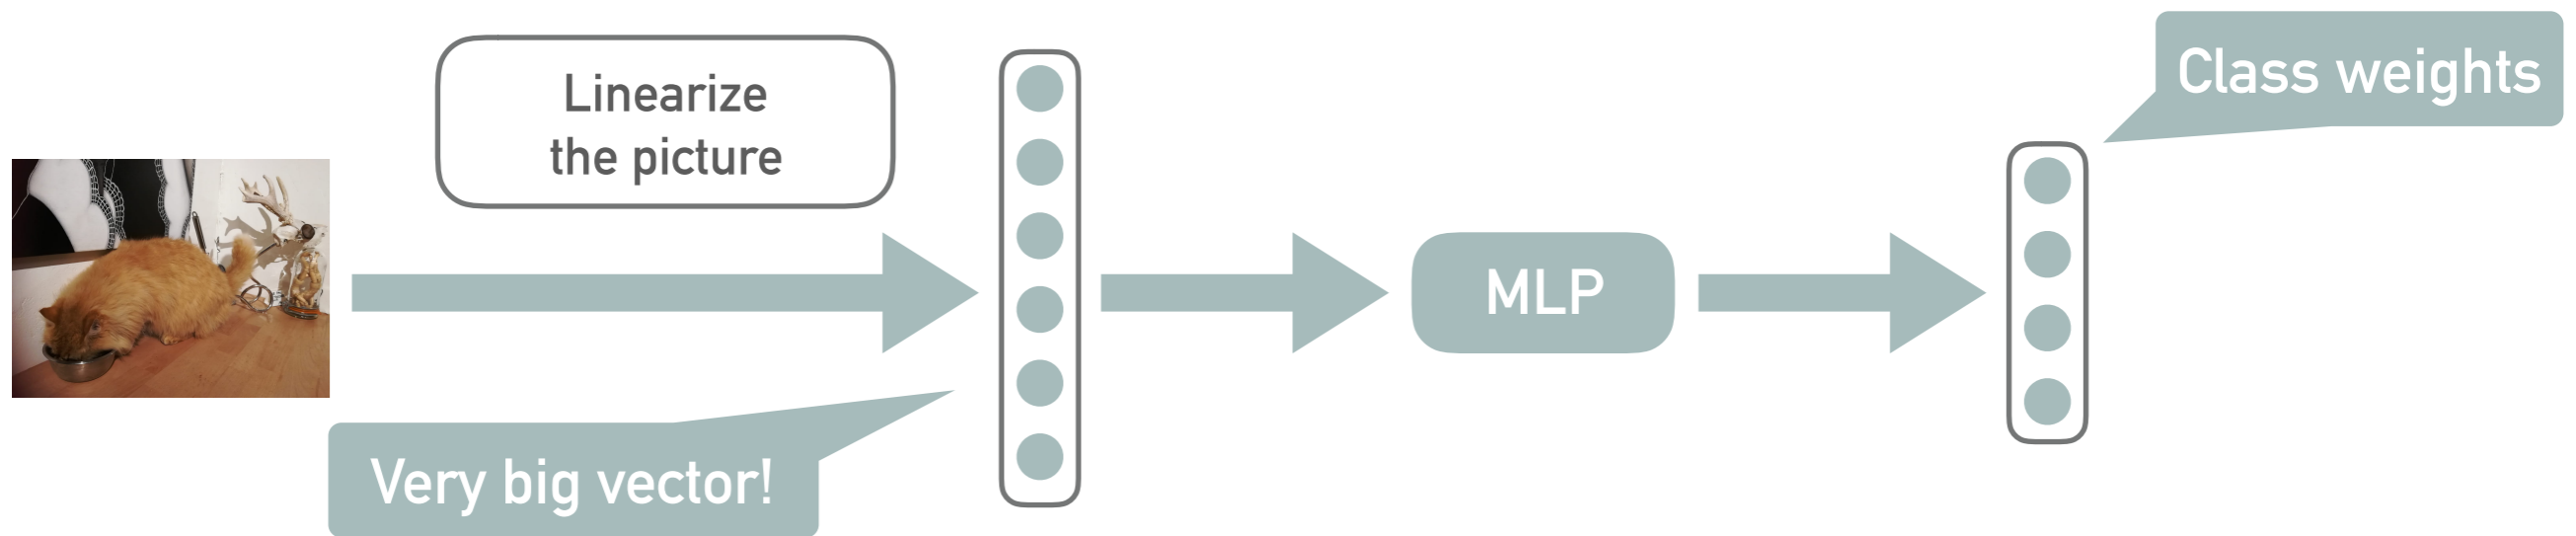 Linearize
the picture
Very big vector!
MLP
Class weights